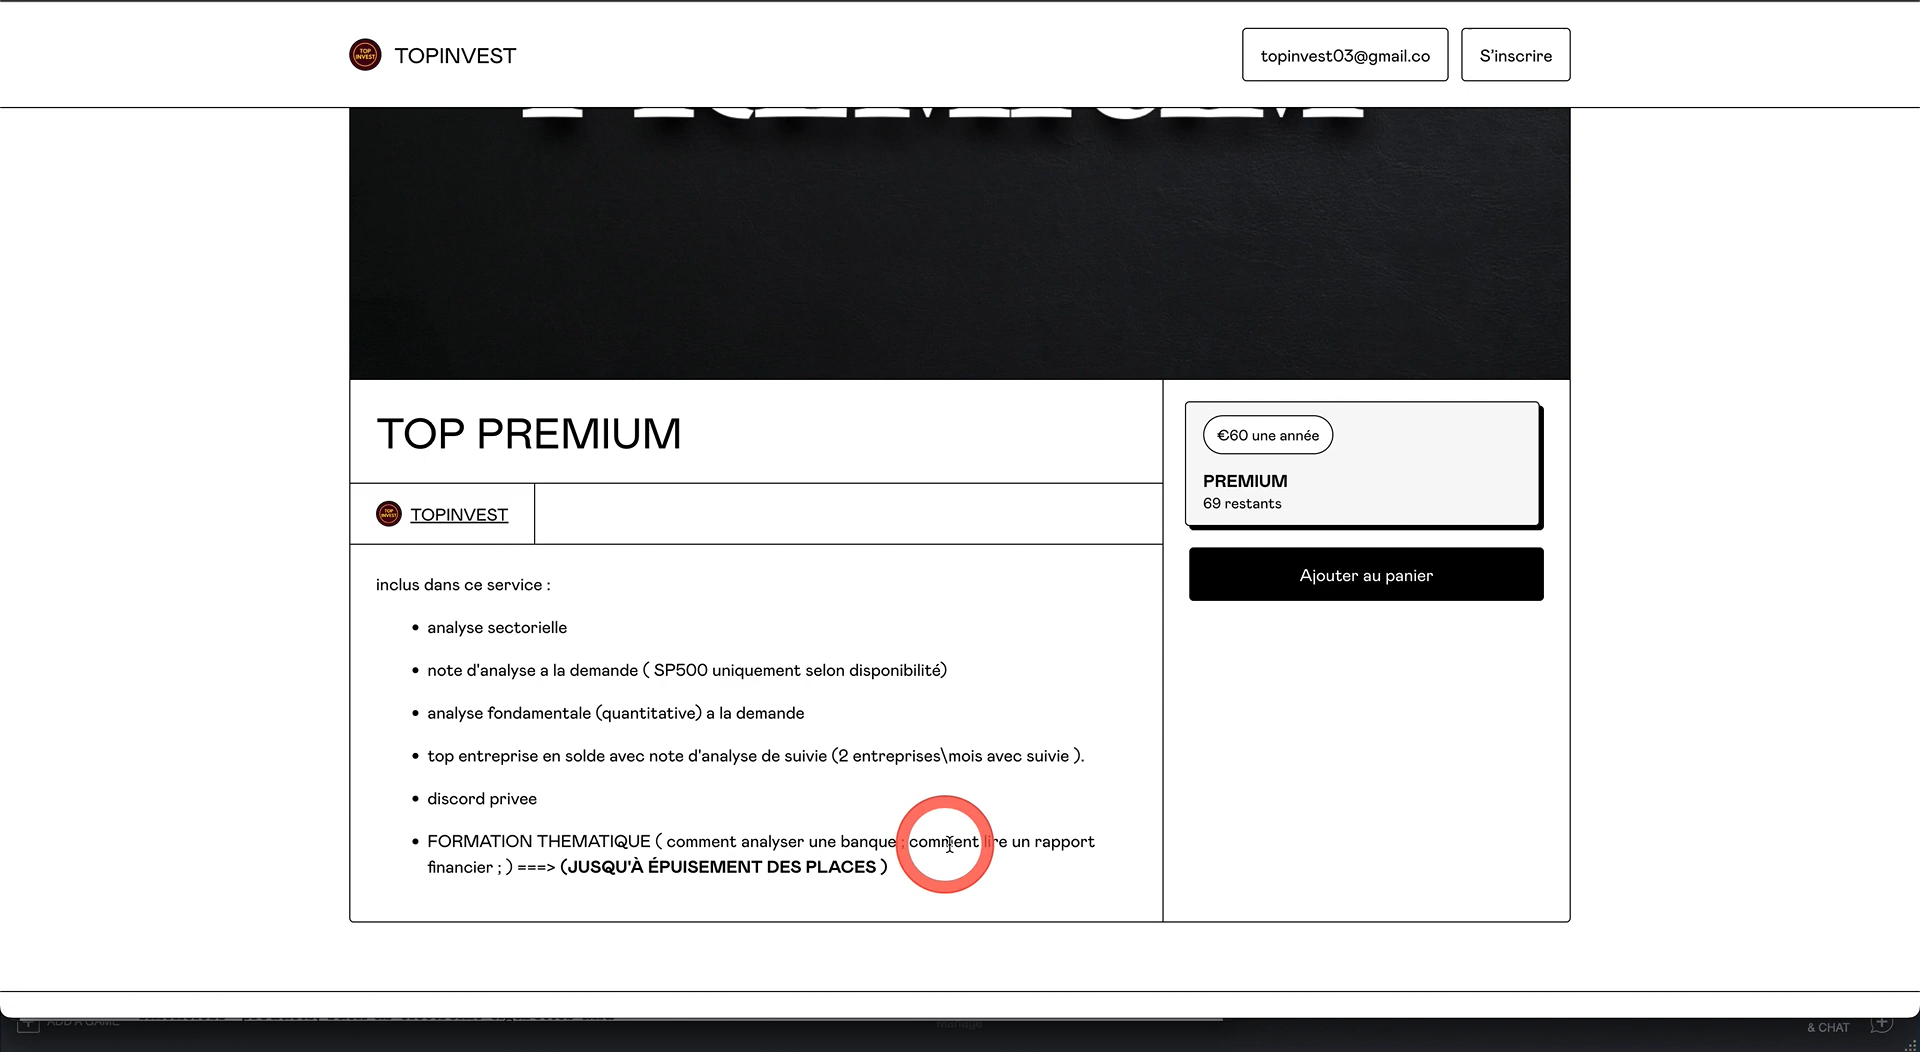 TOPINVEST
topinvest03@gmail.co
S'inscrire
TOP PREMIUM
€60 une année
PREMIUM
69 restants
TOPINVEST
Ajouter au panier
inclus dans ce service :
• analyse sectorielle
• note d'analyse a la demande ( SP500 uniquement selon disponibilité)
• analyse fondamentale (quantitative) a la demande
• top entreprise en solde avec note d'analyse de suivie (2 entreprises\mois avec suivie ).
• discord privee
• FORMATION THEMATIQUE ( comment analyser une banque ; comment lire un rapport
financier ; ) ===> (JUSQU'À ÉPUISEMENT DES PLACES )
ADD A GAME
Manage
& CHAT